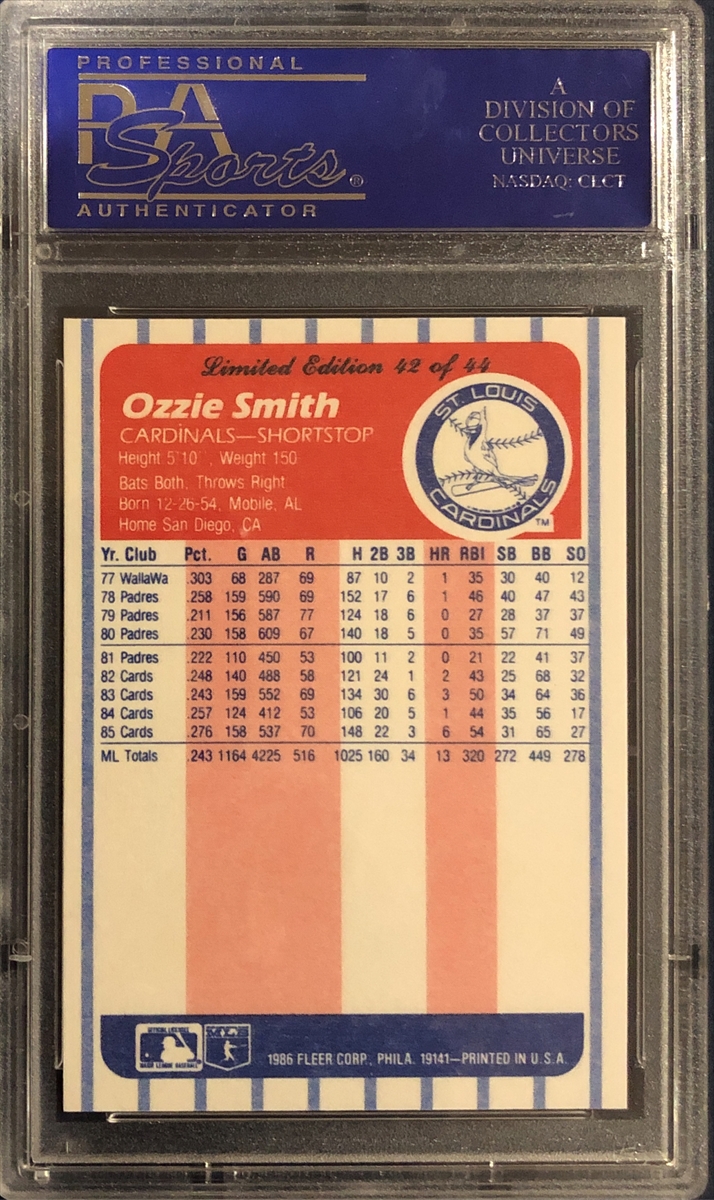 PROFESSIONAL
PSA
Sports®
AUTHENTICATOR
A
DIVISION OF
COLLECTORS
UNIVERSE
NASDAQ: CLCT
Limited Edition 42 of 44
Ozzie Smith
CARDINALS—SHORTSTOP
Height 5'10", Weight 150
Bats Both, Throws Right
Born 12-26-54, Mobile, AL
Home San Diego, CA
ST. LOUIS
CARDINALS
TM
Yr. Club Pct. G AB R H 2B 3B HR RBI SB BB SO
77 WallaWa .303 68 287 69 87 10 2 1 35 30 40 12
78 Padres .258 159 590 69 152 17 6 1 46 40 47 43
79 Padres .211 156 587 77 124 18 6 0 27 28 37 37
80 Padres .230 158 609 67 140 18 5 0 35 57 71 49
81 Padres .222 110 450 53 100 11 2 0 21 22 41 37
82 Cards .248 140 488 58 121 24 1 2 43 25 68 32
83 Cards .243 159 552 69 134 30 6 3 50 34 64 36
84 Cards .257 124 412 53 106 20 5 1 44 35 56 17
85 Cards .276 158 537 70 148 22 3 6 54 31 65 27
ML Totals .243 1164 4225 516 1025 160 34 13 320 272 449 278
OFFICIAL LICENSEE
MAJOR LEAGUE BASEBALL
1986 FLEER CORP., PHILA. 19141—PRINTED IN U.S.A.